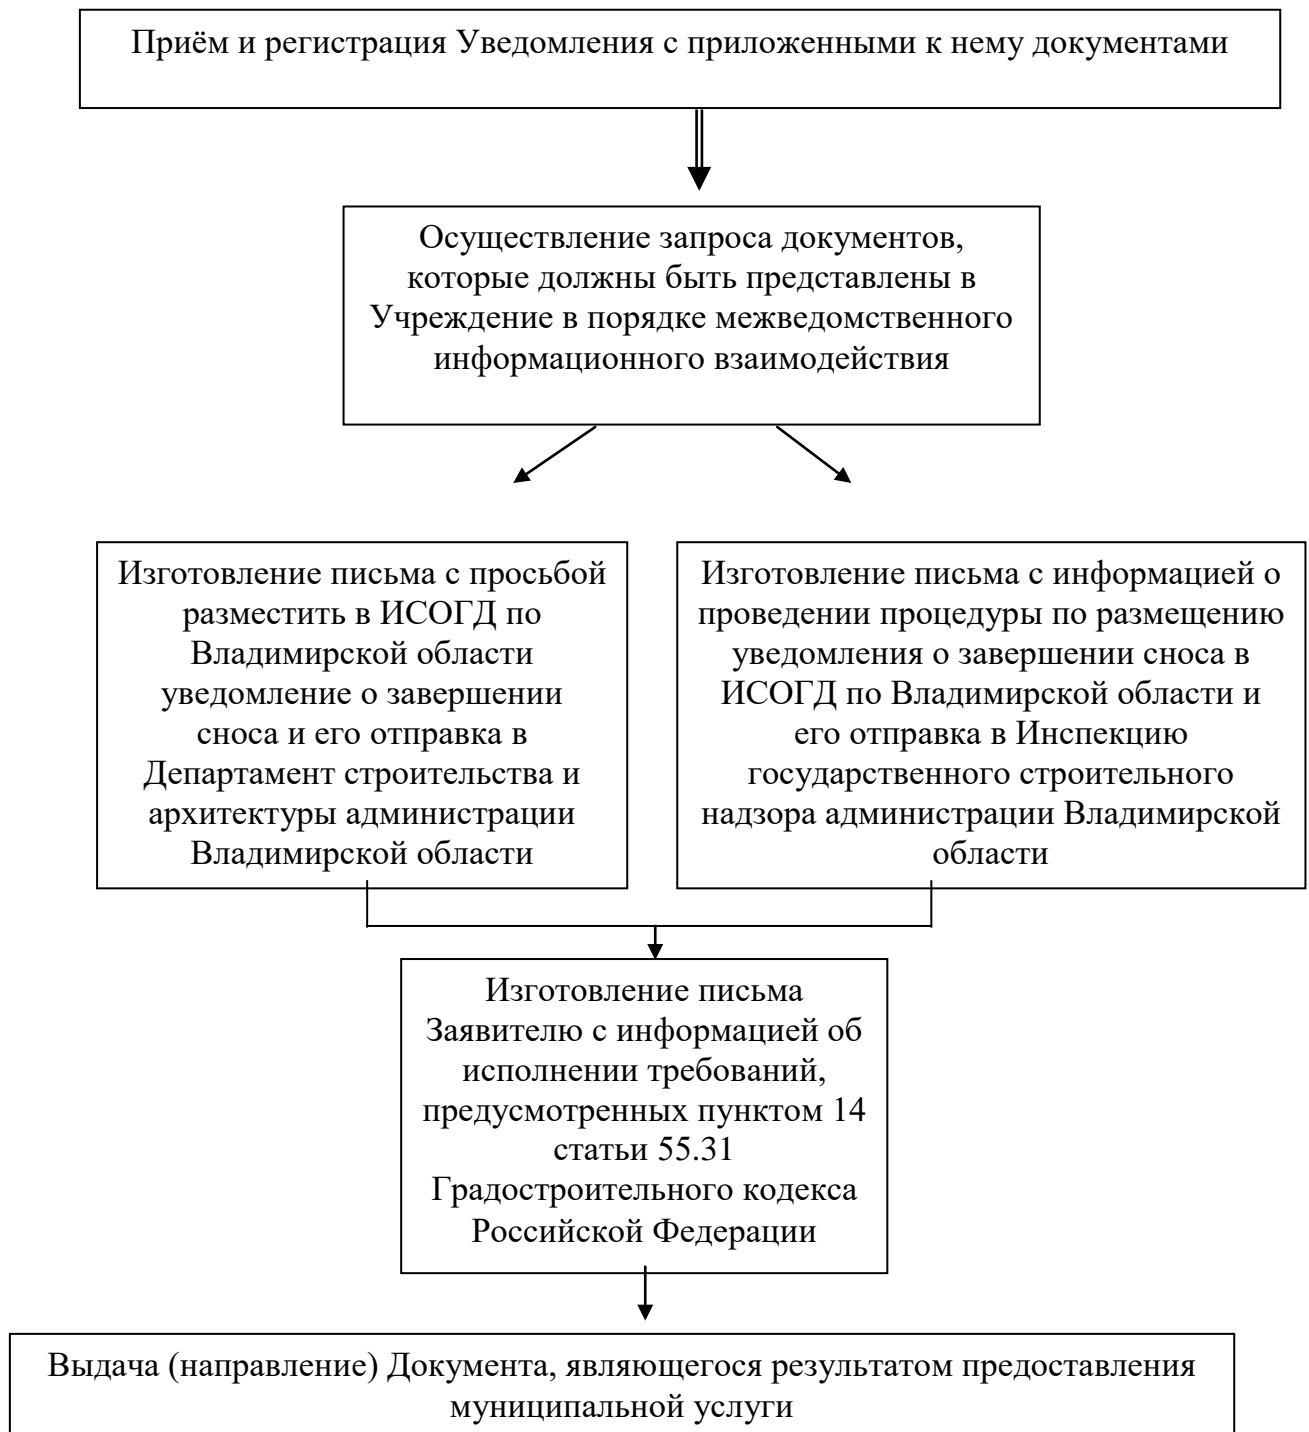 Приём и регистрация Уведомления с приложенными к нему документами
Осуществление запроса документов,
которые должны быть представлены в
Учреждение в порядке межведомственного
информационного взаимодействия
Изготовление письма с просьбой
разместить в ИСОГД по
Владимирской области
уведомление о завершении
сноса и его отправка в
Департамент строительства и
архитектуры администрации
Владимирской области
Изготовление письма с информацией о
проведении процедуры по размещению
уведомления о завершении сноса в
ИСОГД по Владимирской области и
его отправка в Инспекцию
государственного строительного
надзора администрации Владимирской
области
Изготовление письма
Заявителю с информацией об
исполнении требований,
предусмотренных пунктом 14
статьи 55.31
Градостроительного кодекса
Российской Федерации
Выдача (направление) Документа, являющегося результатом предоставления
муниципальной услуги